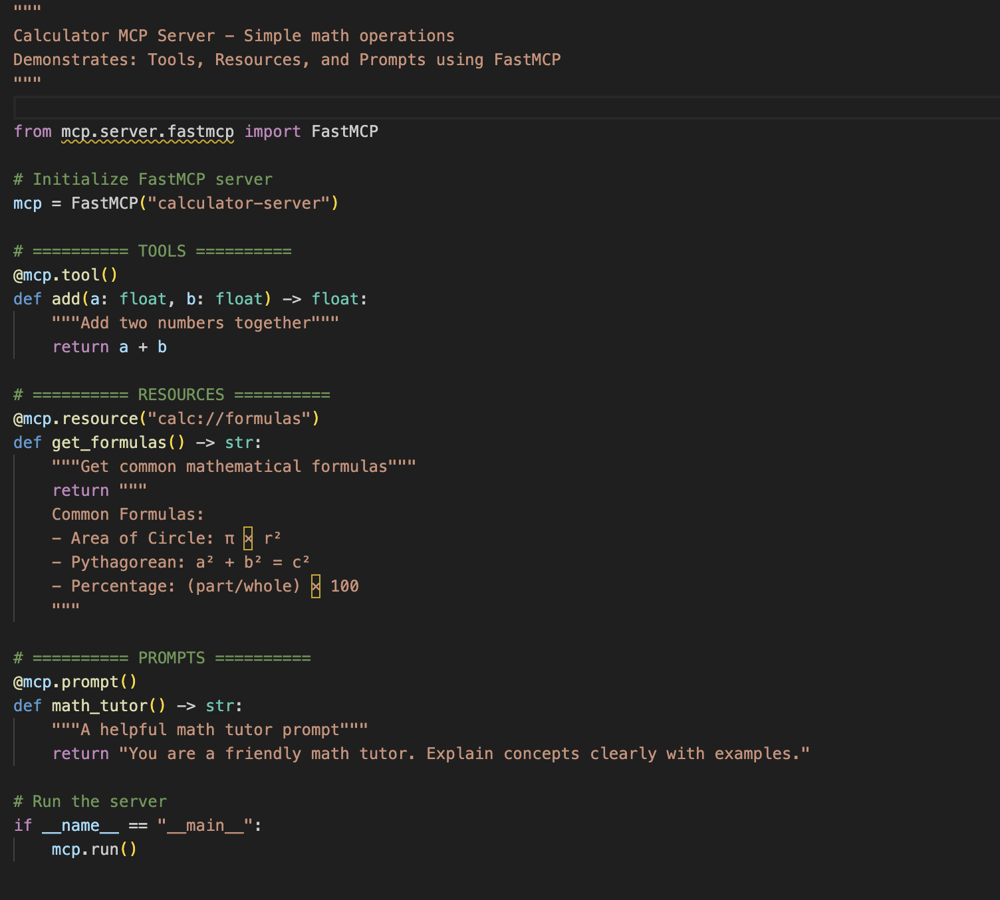 """
Calculator MCP Server - Simple math operations
Demonstrates: Tools, Resources, and Prompts using FastMCP
"""
from mcp.server.fastmcp import FastMCP
# Initialize FastMCP server
mcp = FastMCP("calculator-server")
# ========== TOOLS ==========
@mcp.tool()
def add(a: float, b: float) -> float:
    """Add two numbers together"""
    return a + b
# ========== RESOURCES ==========
@mcp.resource("calc://formulas")
def get_formulas() -> str:
    """Get common mathematical formulas"""
    return """
    Common Formulas:
    - Area of Circle: π × r²
    - Pythagorean: a² + b² = c²
    - Percentage: (part/whole) × 100
    """
# ========== PROMPTS ==========
@mcp.prompt()
def math_tutor() -> str:
    """A helpful math tutor prompt"""
    return "You are a friendly math tutor. Explain concepts clearly with examples."
# Run the server
if __name__ == "__main__":
    mcp.run()